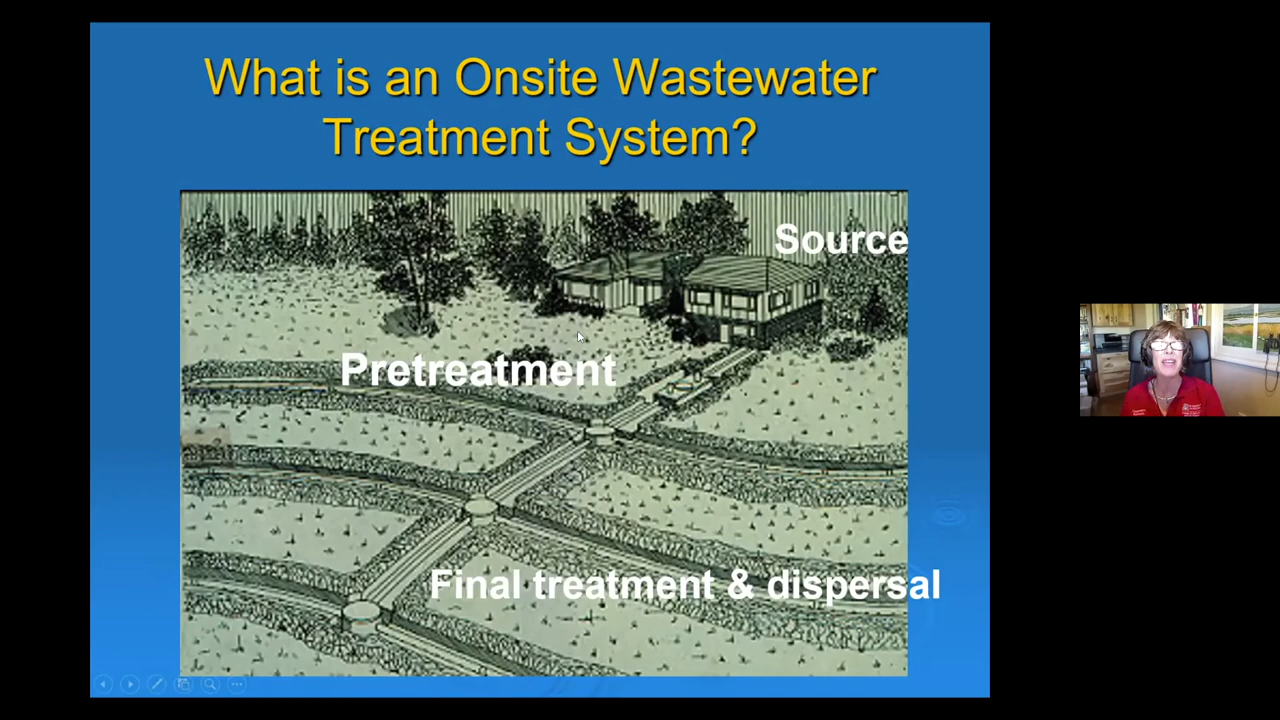 What is an Onsite Wastewater
Treatment System?
Source
Pretreatment
Final treatment & dispersal